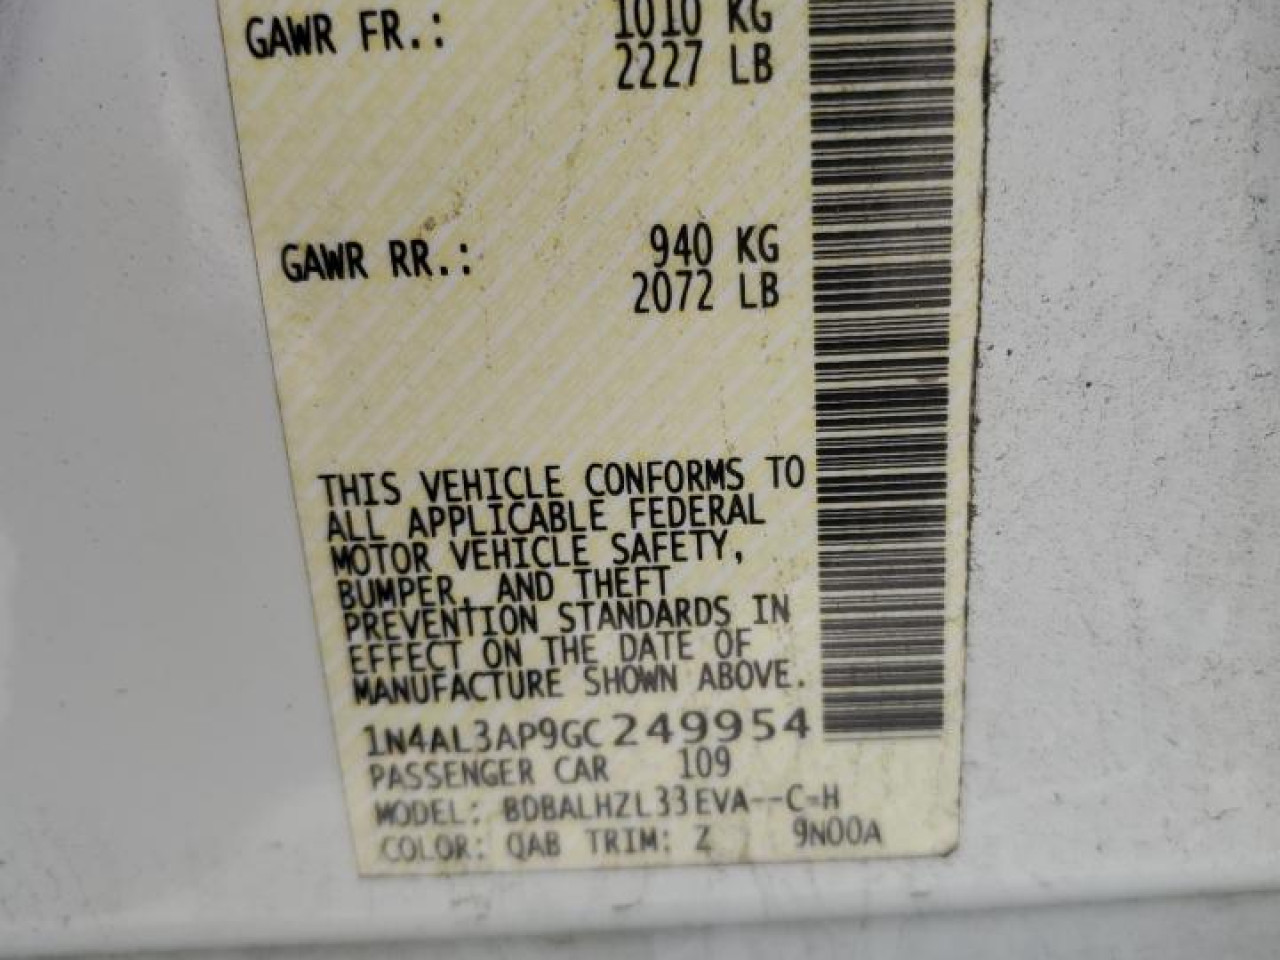 GAWR FR.: 1010 KG
2227 LB
GAWR RR.: 940 KG
2072 LB
THIS VEHICLE CONFORMS TO
ALL APPLICABLE FEDERAL
MOTOR VEHICLE SAFETY,
BUMPER, AND THEFT
PREVENTION STANDARDS IN
EFFECT ON THE DATE OF
MANUFACTURE SHOWN ABOVE.
1N4AL3AP9GC249954
PASSENGER CAR 109
MODEL: BDBALHZL33EVA--C-H
COLOR: QAB TRIM: Z 9N00A